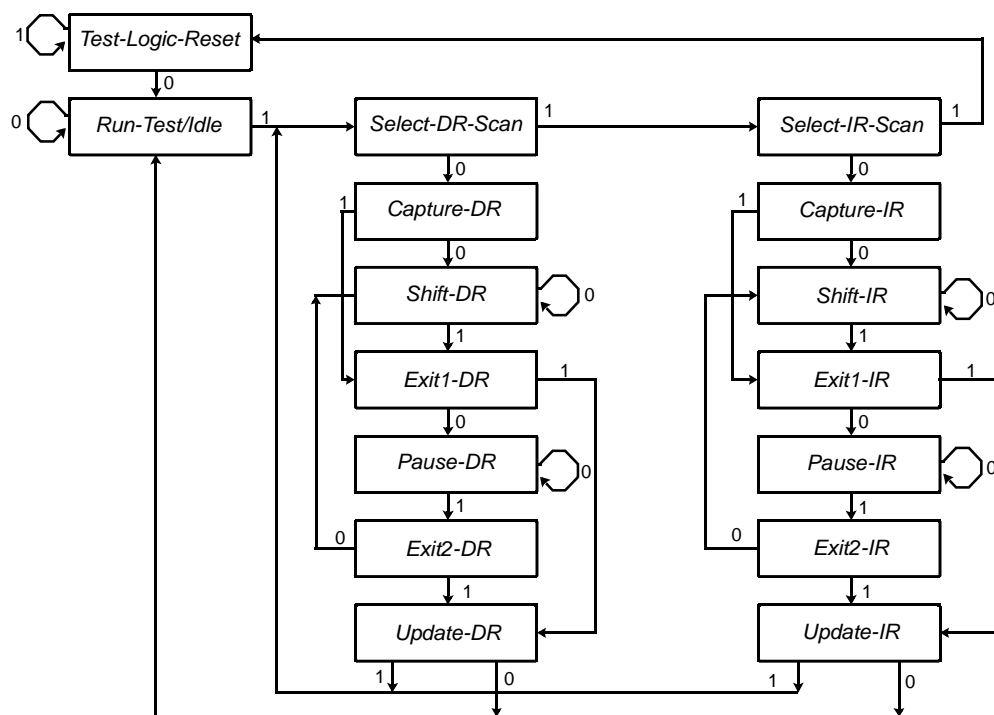 Test-Logic-Reset
1
0
Run-Test/Idle
0
1
Select-DR-Scan
1
Select-IR-Scan
1
0
0
Capture-DR
1
Capture-IR
1
0
0
Shift-DR
0
Shift-IR
0
1
1
Exit1-DR
1
Exit1-IR
1
0
0
Pause-DR
0
Pause-IR
0
1
1
0
Exit2-DR
0
Exit2-IR
1
1
Update-DR
Update-IR
1
0
1
0